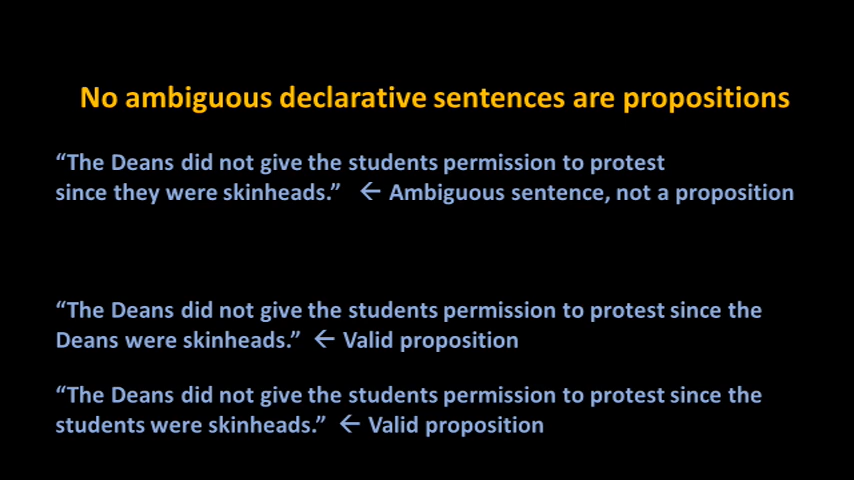 No ambiguous declarative sentences are propositions
“The Deans did not give the students permission to protest
since they were skinheads.” ← Ambiguous sentence, not a proposition
“The Deans did not give the students permission to protest since the
Deans were skinheads.” ← Valid proposition
“The Deans did not give the students permission to protest since the
students were skinheads.” ← Valid proposition